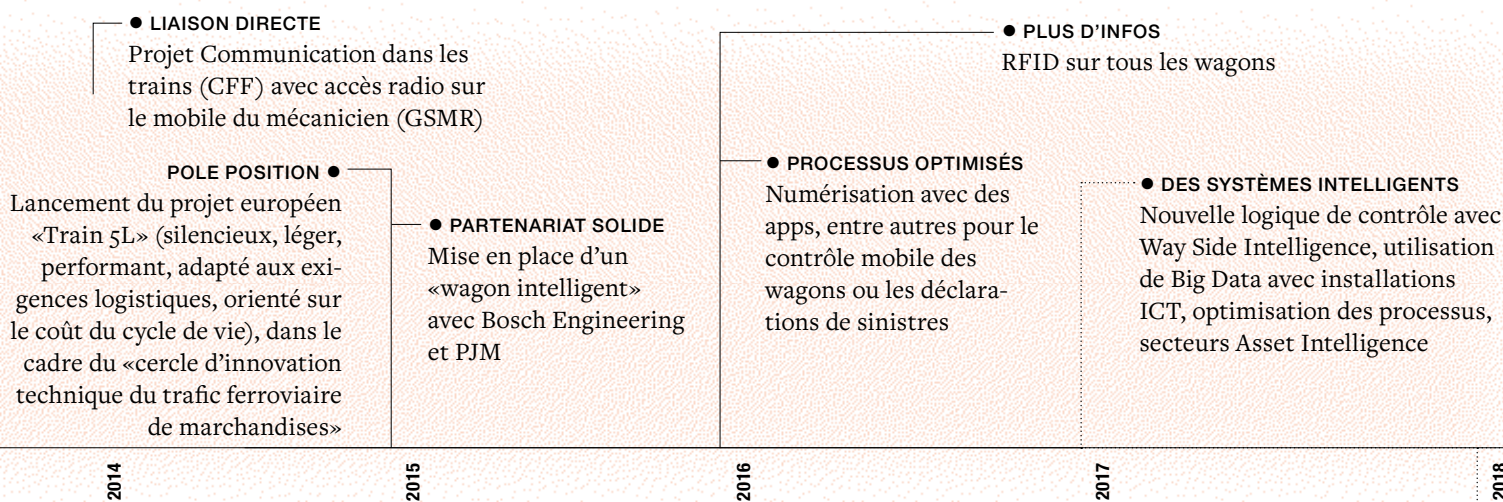 ● LIAISON DIRECTE
Projet Communication dans les
trains (CFF) avec accès radio sur
le mobile du mécanicien (GSMR)
POLE POSITION ●
Lancement du projet européen
«Train 5L» (silencieux, léger,
performant, adapté aux exi-
gences logistiques, orienté sur
le coût du cycle de vie), dans le
cadre du «cercle d’innovation
technique du trafic ferroviaire
de marchandises»
● PARTENARIAT SOLIDE
Mise en place d’un
«wagon intelligent»
avec Bosch Engineering
et PJM
● PLUS D’INFOS
RFID sur tous les wagons
● PROCESSUS OPTIMISÉS
Numérisation avec des
apps, entre autres pour le
contrôle mobile des
wagons ou les déclara-
tions de sinistres
● DES SYSTÈMES INTELLIGENTS
Nouvelle logique de contrôle avec
Way Side Intelligence, utilisation
de Big Data avec installations
ICT, optimisation des processus,
secteurs Asset Intelligence
2014
2015
2016
2017
2018